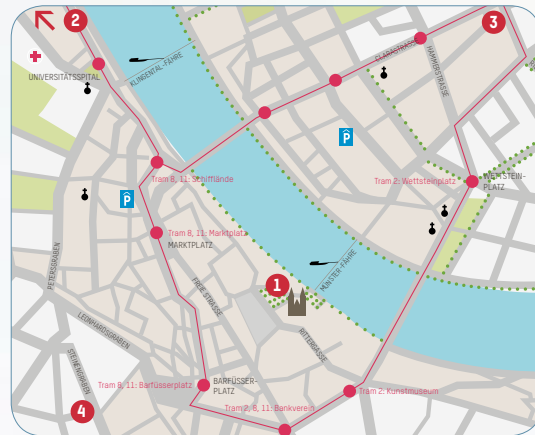 2
3
KLINGENTAL-FÄHRE
CLARASTRASSE
HAMMERSTRASSE
UNIVERSITÄTSSPITAL
P
Tram 8, 11: Schifflände
Tram 2: Wettsteinplatz
WETTSTEIN-
PLATZ
P
Tram 8, 11: Marktplatz
MARKTPLATZ
PETERSGRABEN
FREIE STRASSE
1
MÜNSTER-FÄHRE
LEONHARDSGRABEN
RITTERGASSE
STEINENGRABEN
Tram 8, 11: Barfüsserplatz
BARFÜSSER-
PLATZ
Tram 2: Kunstmuseum
4
Tram 2, 8, 11: Bankverein